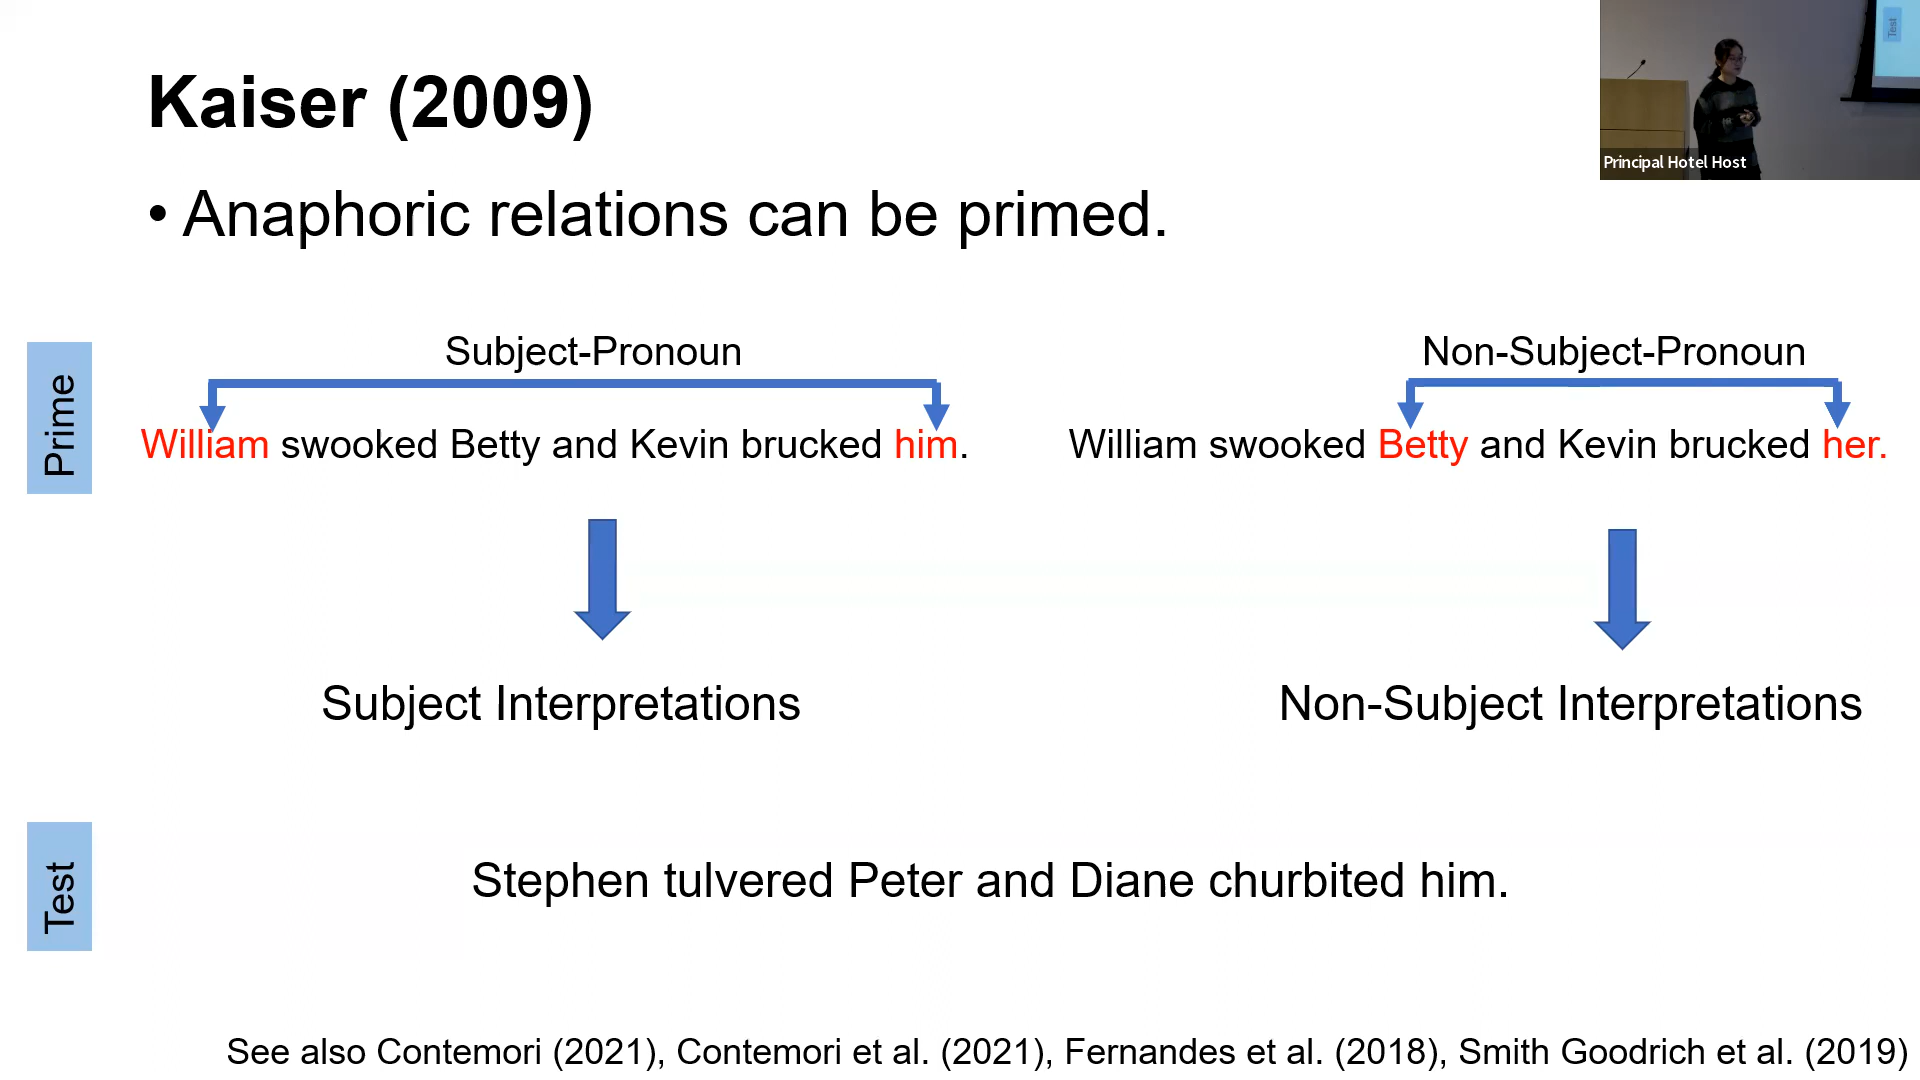 Kaiser (2009)
Test
Principal Hotel Host
• Anaphoric relations can be primed.
Prime
Subject-Pronoun
William swooked Betty and Kevin brucked him.
Non-Subject-Pronoun
William swooked Betty and Kevin brucked her.
Subject Interpretations
Non-Subject Interpretations
Test
Stephen tulvered Peter and Diane churbited him.
See also Contemori (2021), Contemori et al. (2021), Fernandes et al. (2018), Smith Goodrich et al. (2019)